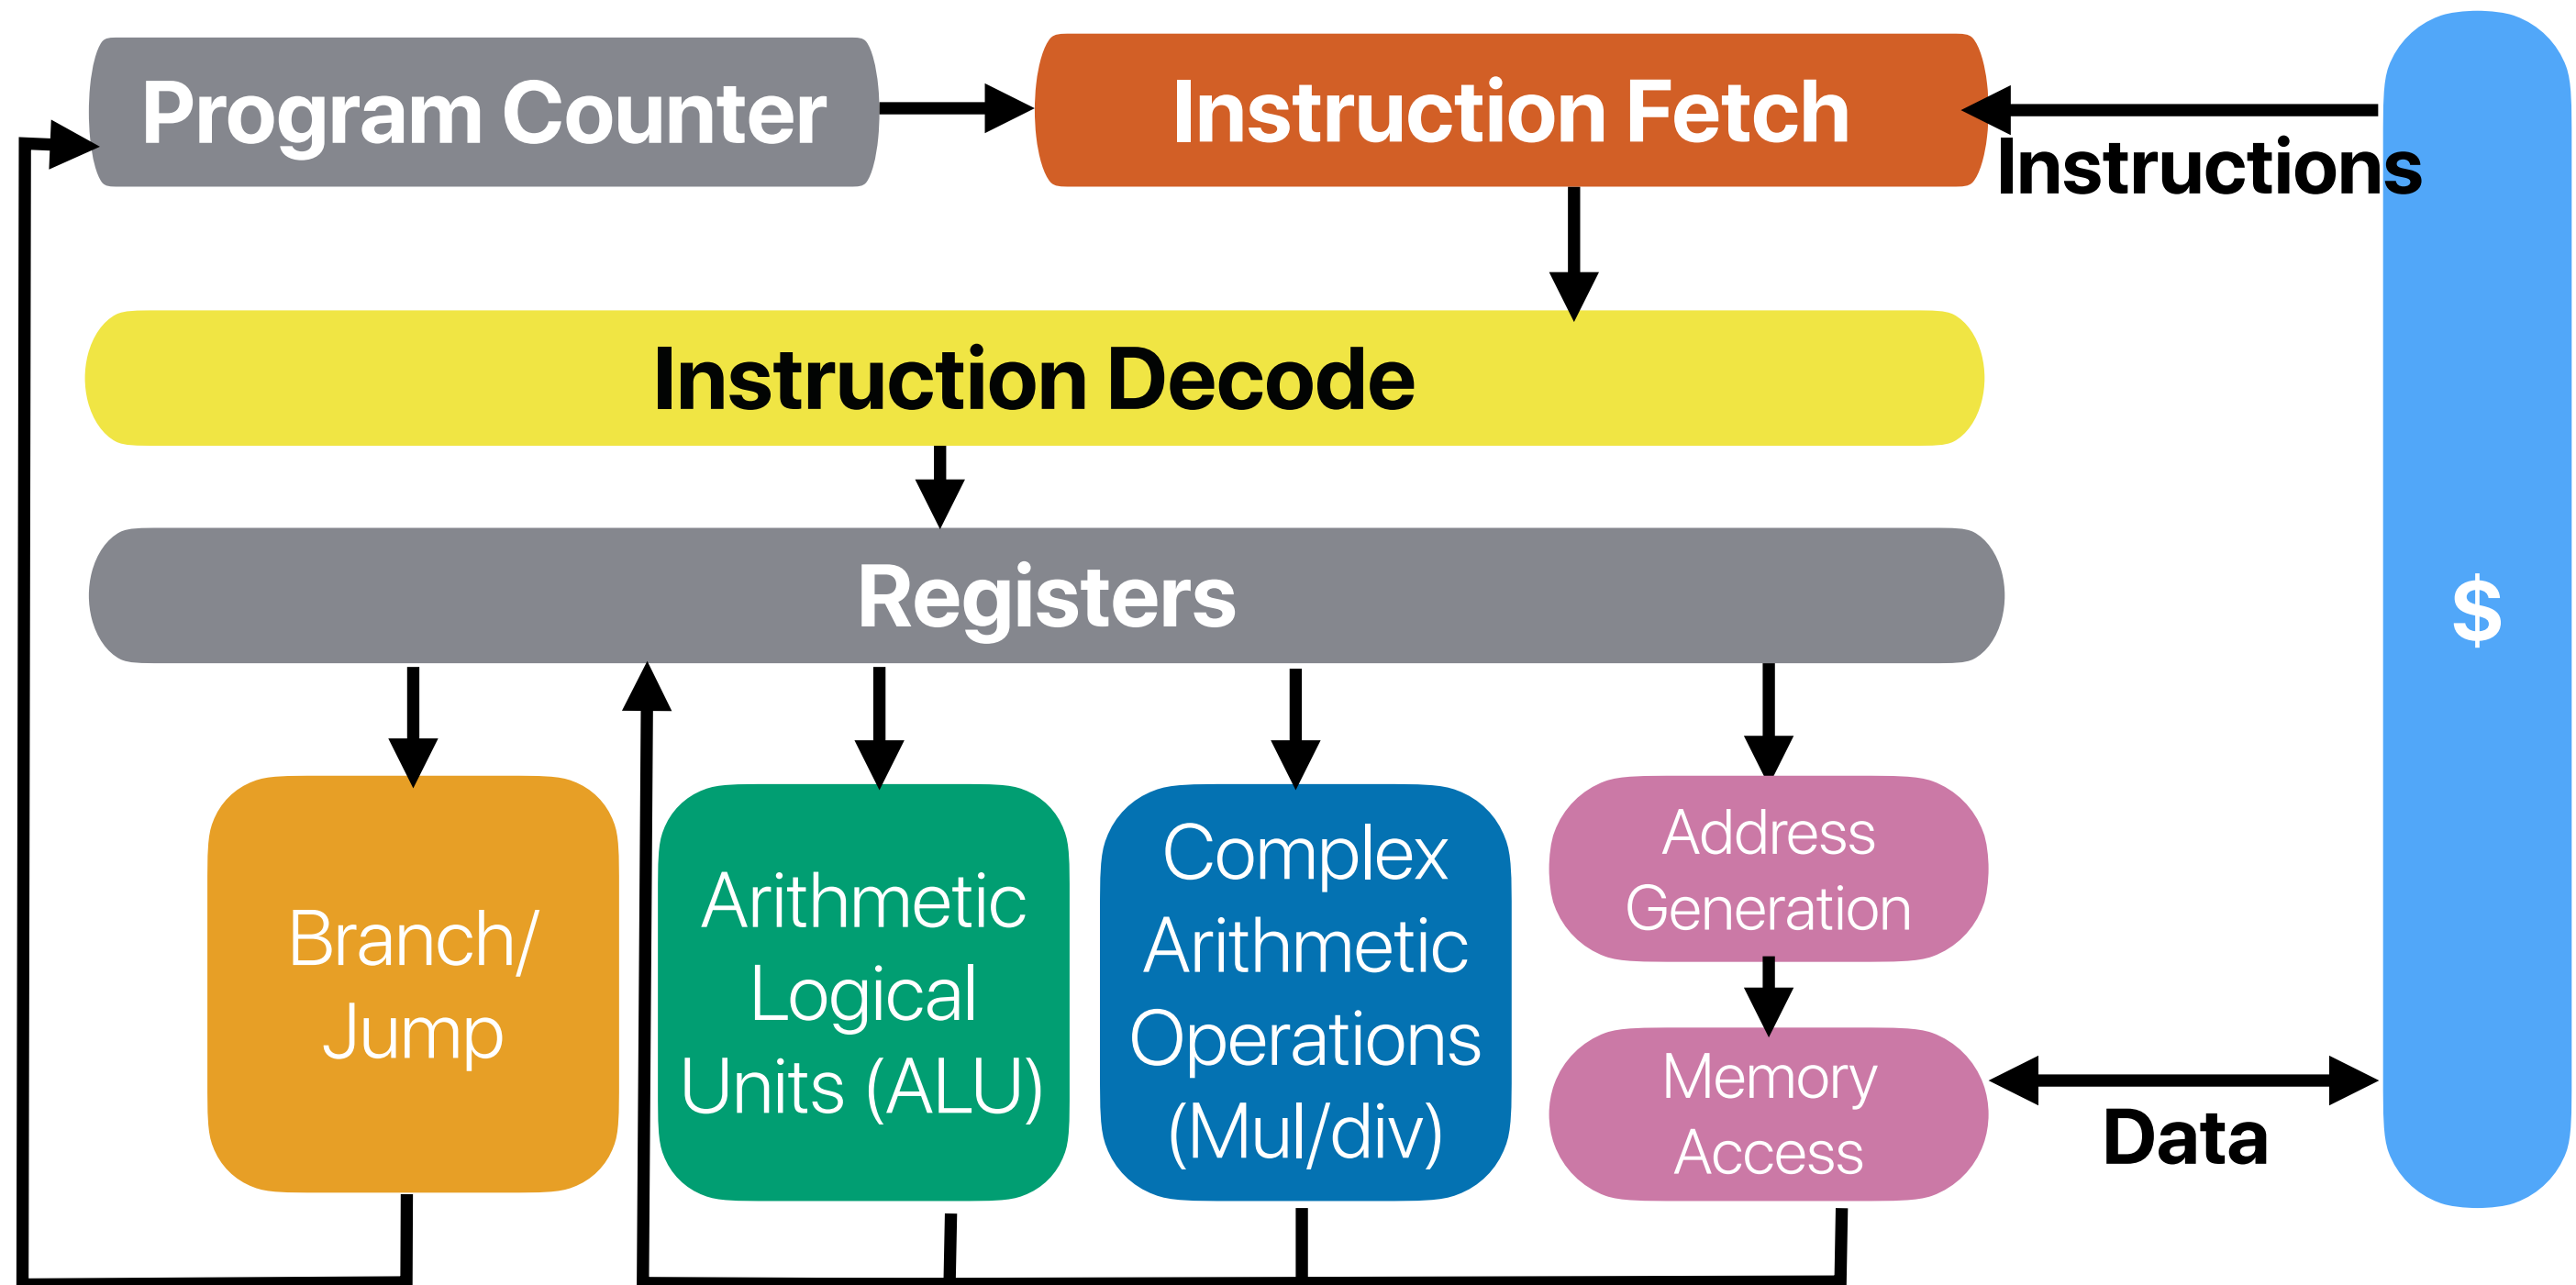 Program Counter
Instruction Fetch
Instructions
Instruction Decode
Registers
$
Branch/
Jump
Arithmetic
Logical
Units (ALU)
Complex
Arithmetic
Operations
(Mul/div)
Address
Generation
Memory
Access
Data